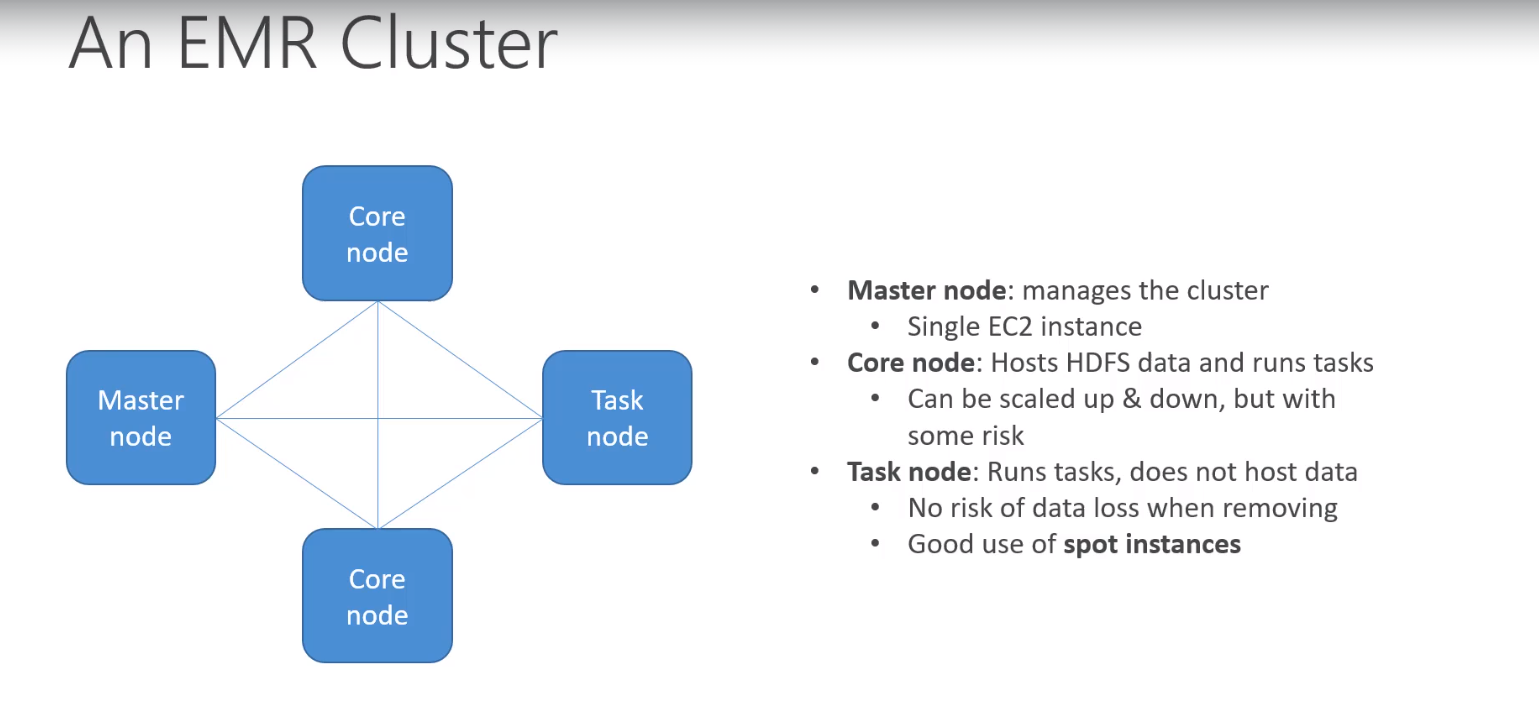 An EMR Cluster
Core
node
Master
node
Task
node
Core
node
• Master node: manages the cluster
• Single EC2 instance
• Core node: Hosts HDFS data and runs tasks
• Can be scaled up & down, but with
some risk
• Task node: Runs tasks, does not host data
• No risk of data loss when removing
• Good use of spot instances